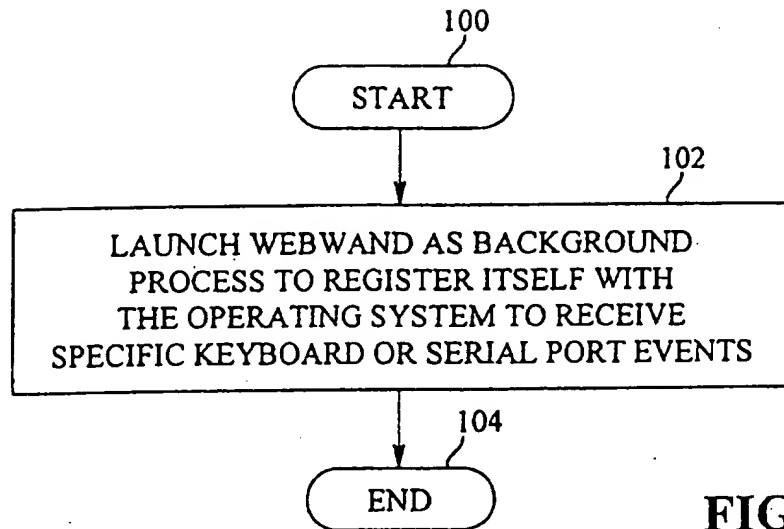 100
START
102
LAUNCH WEBWAND AS BACKGROUND
PROCESS TO REGISTER ITSELF WITH
THE OPERATING SYSTEM TO RECEIVE
SPECIFIC KEYBOARD OR SERIAL PORT EVENTS
104
END
FIG